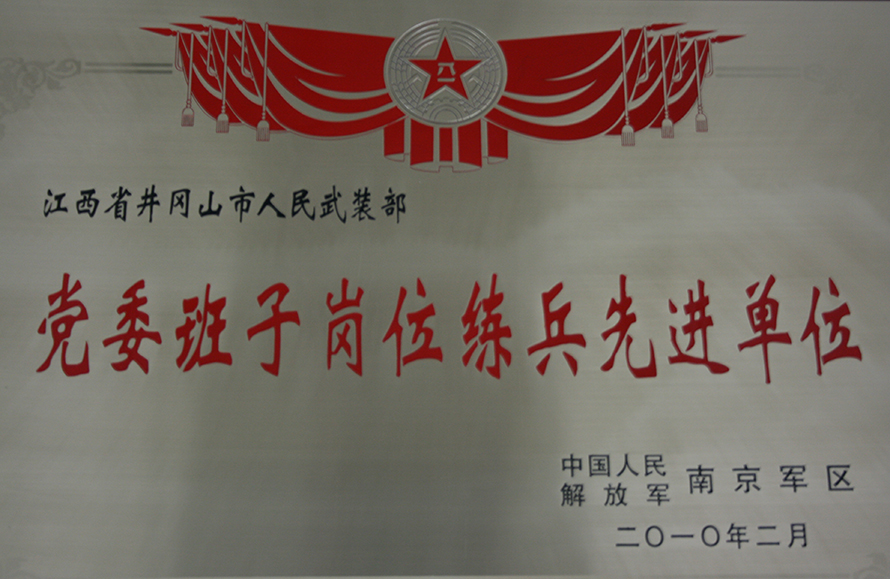 八一
江西省井冈山市人民武装部
党委班子岗位练兵先进单位
中国人民
解放军 南京军区
二〇一〇年二月